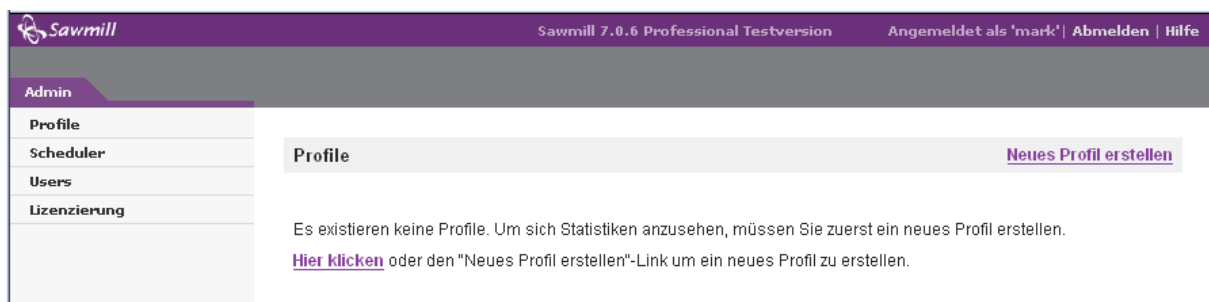 Sawmill Sawmill 7.0.6 Professional Testversion Angemeldet als 'mark'| Abmelden | Hilfe
Admin
Profile
Scheduler
Users
Lizenzierung
Profile Neues Profil erstellen
Es existieren keine Profile. Um sich Statistiken anzusehen, müssen Sie zuerst ein neues Profil erstellen.
Hier klicken oder den "Neues Profil erstellen"-Link um ein neues Profil zu erstellen.